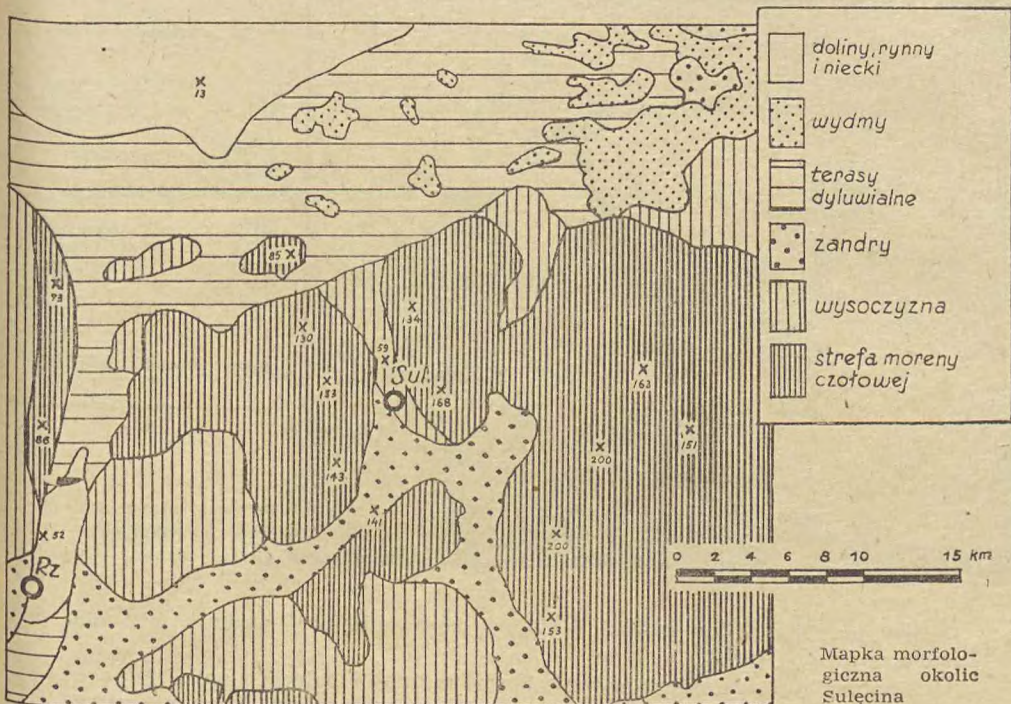 doliny, rynny
i niecki
wydmy
terasy
dyluwialne
zandry
wysoczyzna
strefa moreny
czołowej
13
85
73
134
130
59
Sul.
163
183
168
86
151
200
143
141
52
200
Rz
153
0 2 4 6 8 10 15 km
Mapka morfolo-
giczna okolic
Sulęcina